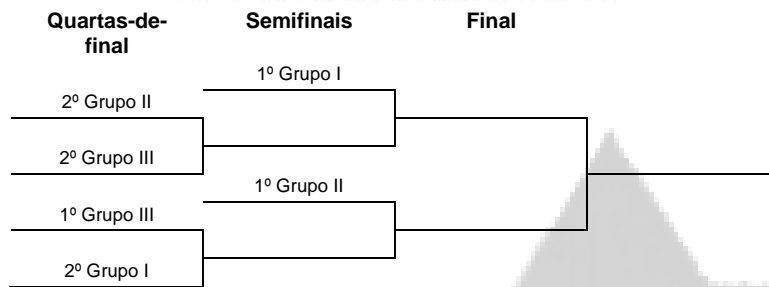 Quartas-de-
final
Semifinais
Final
1º Grupo I
2º Grupo II
2º Grupo III
1º Grupo II
1º Grupo III
2º Grupo I